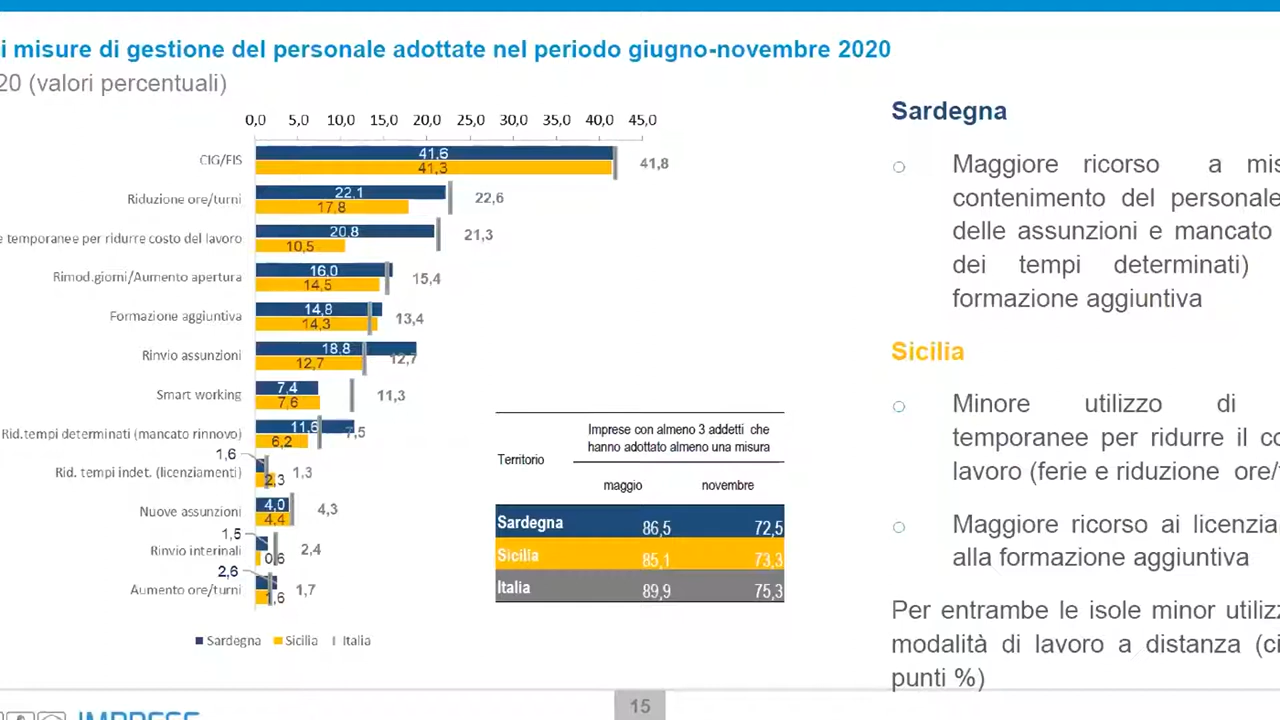 i misure di gestione del personale adottate nel periodo giugno-novembre 2020
20 (valori percentuali)
0,0 5,0 10,0 15,0 20,0 25,0 30,0 35,0 40,0 45,0
CIG/FIS 41,6 41,3 41,8
Riduzione ore/turni 22,1 17,8 22,6
e temporanee per ridurre costo del lavoro 20,8 10,5 21,3
Rimod.giorni/Aumento apertura 16,0 14,5 15,4
Formazione aggiuntiva 14,8 14,3 13,4
Rinvio assunzioni 18,8 12,7 12,7
Smart working 7,4 7,6 11,3
Rid.tempi determinati (mancato rinnovo) 11,6 6,2 7,5
Rid. tempi indet. (licenziamenti) 1,6 2,3 1,3
Nuove assunzioni 4,0 4,4 4,3
Rinvio interinali 1,5 0,6 2,4
Aumento ore/turni 2,6 1,6 1,7
Sardegna Sicilia Italia
Territorio
Imprese con almeno 3 addetti che
hanno adottato almeno una misura
maggio novembre
Sardegna 86,5 72,5
Sicilia 85,1 73,3
Italia 89,9 75,3
Sardegna
Maggiore ricorso a mis
contenimento del personale
delle assunzioni e mancato
dei tempi determinati)
formazione aggiuntiva
Sicilia
Minore utilizo di
temporanee per ridurre il co
lavoro (ferie e riduzione ore/
Maggiore ricorso ai licenzia
alla formazione aggiuntiva
Per entrambe le isole minor utilizz
modalità di lavoro a distanza (ci
punti %)
15
IMPRESE